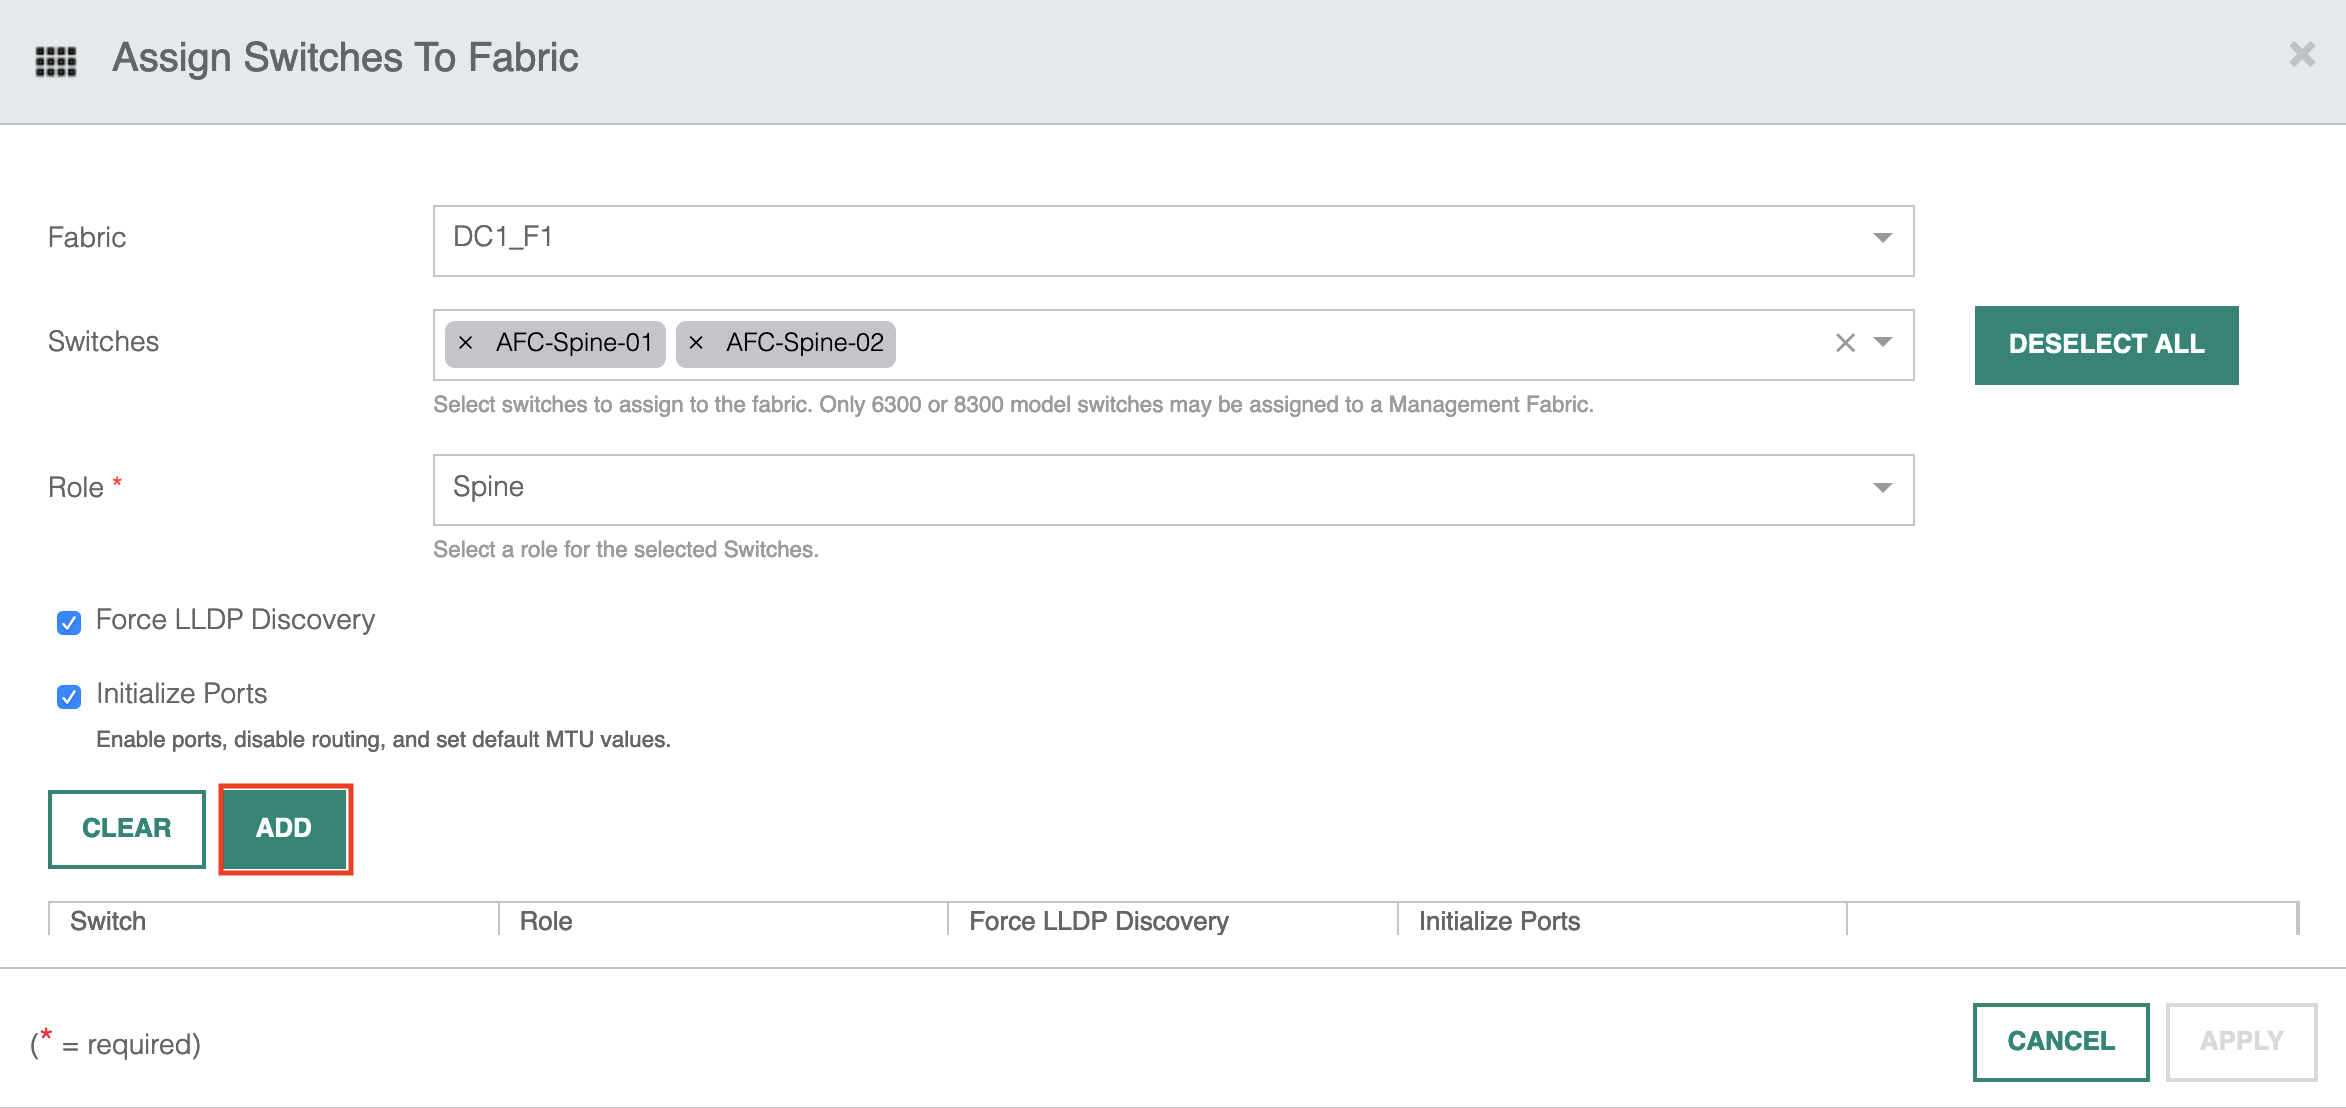 Assign Switches To Fabric
Fabric
DC1_F1
Switches
× AFC-Spine-01 × AFC-Spine-02
DESELECT ALL
Select switches to assign to the fabric. Only 6300 or 8300 model switches may be assigned to a Management Fabric.
Role *
Spine
Select a role for the selected Switches.
Force LLDP Discovery
Initialize Ports
Enable ports, disable routing, and set default MTU values.
CLEAR ADD
Switch Role Force LLDP Discovery Initialize Ports
(* = required)
CANCEL APPLY